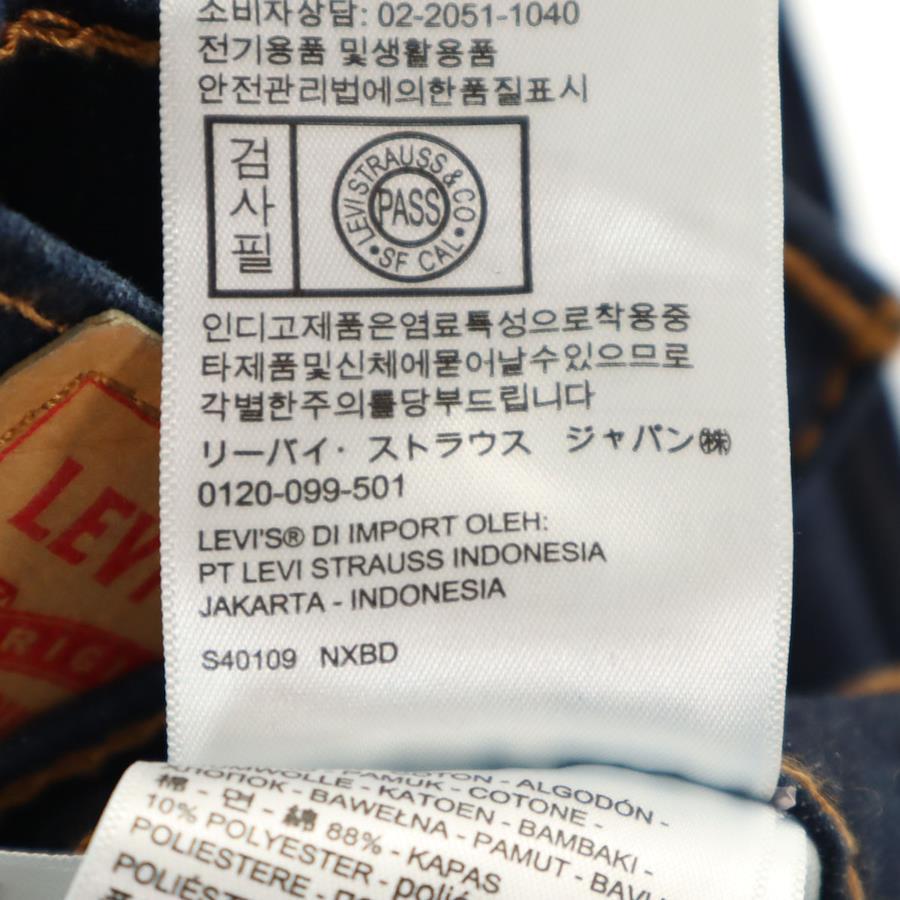 소비자상담: 02-2051-1040
전기용품 및생활용품
안전관리법에의한품질표시
검사필
LEVI STRAUSS & CO • SF CAL •
PASS
인디고제품은염료특성으로착용중
타제품및신체에묻어날수있으므로
각별한주의를당부드립니다
リーバイ・ストラウス ジャパン㈱
0120-099-501
LEVI'S® DI IMPORT OLEH:
PT LEVI STRAUSS INDONESIA
JAKARTA - INDONESIA
S40109 NXBD
LEVI
PAMUK - COTTON - ALGODÓN -
KATOEN - COTONE -
BAWEŁNA - PAMUT - BAMBAKI -
棉 - 면 - 綿 88% - KAPAS
10% POLYESTER -
POLIESTERE -